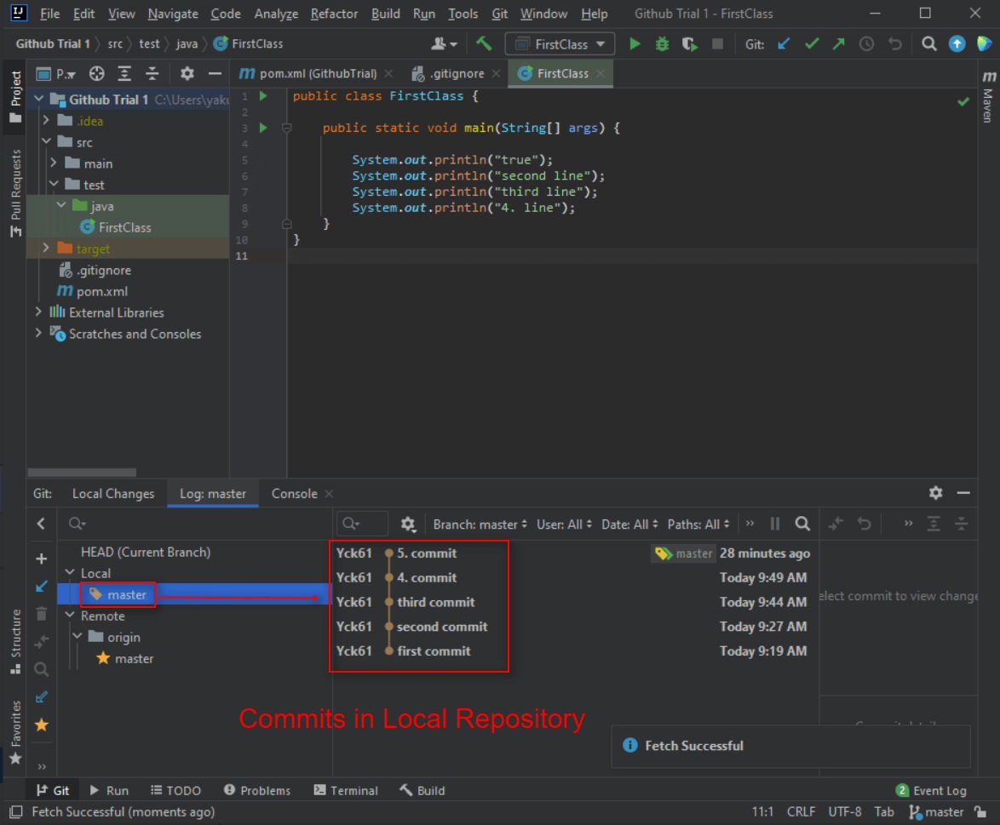 File Edit View Navigate Code Analyze Refactor Build Run Tools Git Window Help Github Trial 1 - FirstClass
Github Trial 1 src test java FirstClass FirstClass Git:
Project
Pull Requests
Structure
Favorites
P..
Github Trial 1 C:\Users\yaku
.idea
src
main
test
java
FirstClass
target
.gitignore
pom.xml
External Libraries
Scratches and Consoles
pom.xml (GithubTrial) .gitignore FirstClass
1 public class FirstClass {
2
3 public static void main(String[] args) {
4
5 System.out.println("true");
6 System.out.println("second line");
7 System.out.println("third line");
8 System.out.println("4. line");
9 }
10 }
11
Maven
Git: Local Changes Log: master Console
HEAD (Current Branch)
Local
master
Remote
origin
master
Branch: master User: All Date: All Paths: All
Yck61 5. commit master 28 minutes ago
Yck61 4. commit Today 9:49 AM
Yck61 third commit Today 9:44 AM
Yck61 second commit Today 9:27 AM
Yck61 first commit Today 9:19 AM
elect commit to view change
Commits in Local Repository
Fetch Successful
Git Run TODO Problems Terminal Build 2 Event Log
Fetch Successful (moments ago) 11:1 CRLF UTF-8 Tab master